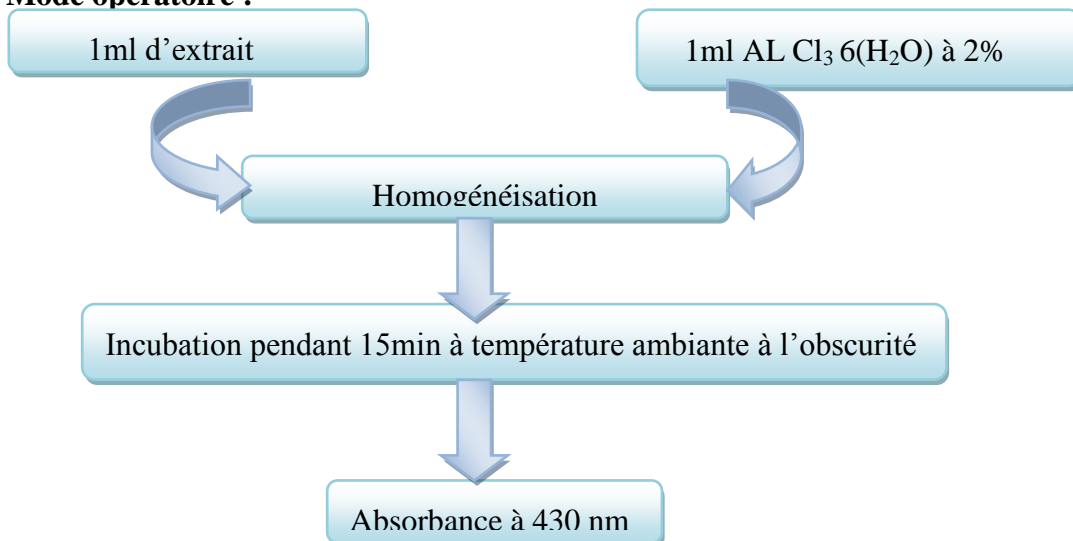 Mode opératoire :
1ml d’extrait
1ml AL Cl₃ 6(H₂O) à 2%
Homogénéisation
Incubation pendant 15min à température ambiante à l’obscurité
Absorbance à 430 nm